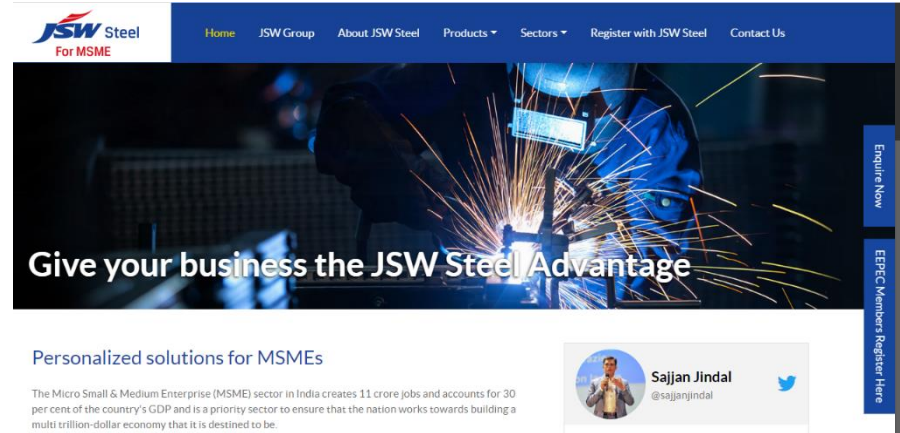 JSW Steel
For MSME
Home JSW Group About JSW Steel Products Sectors Register with JSW Steel Contact Us
Enquire Now
EEPEC Members Register Here
Give your business the JSW Steel Advantage
Personalized solutions for MSMEs
The Micro Small & Medium Enterprise (MSME) sector in India creates 11 crore jobs and accounts for 30
per cent of the country's GDP and is a priority sector to ensure that the nation works towards building a
multi trillion-dollar economy that it is destined to be.
Sajjan Jindal
@sajjanjindal